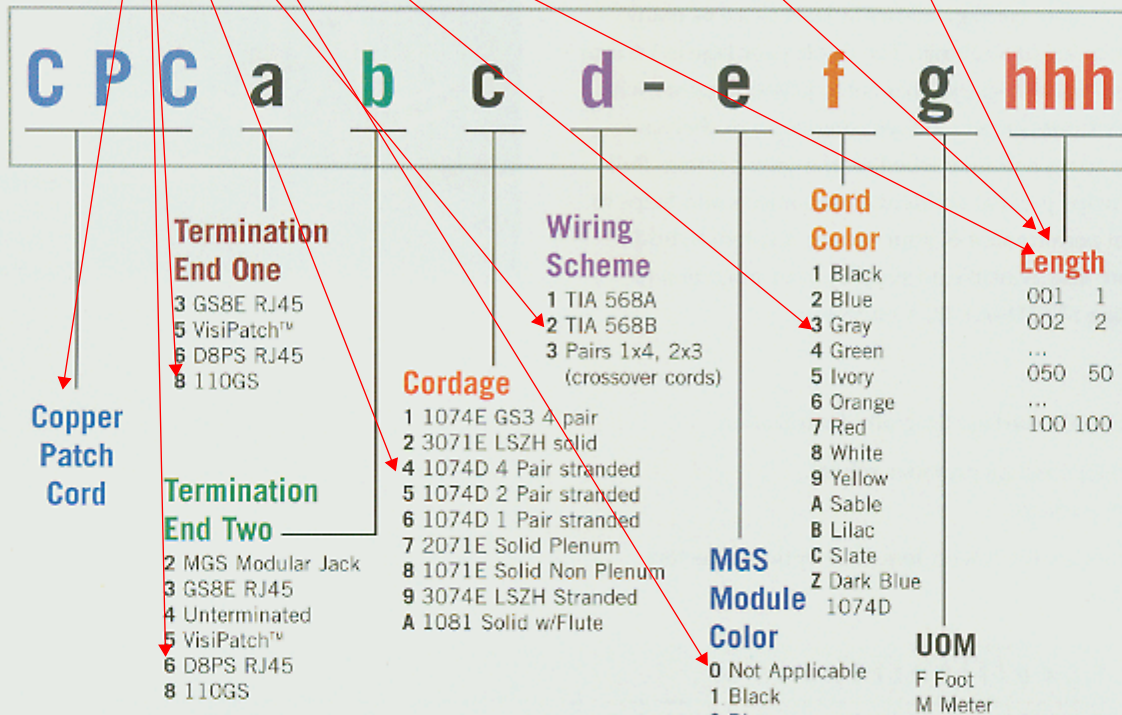 C P C a b c d - e f g hhh
Termination
End One
3 GS8E RJ45
5 VisiPatch™
6 D8PS RJ45
8 110GS
Copper
Patch
Cord
Termination
End Two
2 MGS Modular Jack
3 GS8E RJ45
4 Unterminated
5 VisiPatch™
6 D8PS RJ45
8 110GS
Cordage
1 1074E GS3 4 pair
2 3071E LSZH solid
4 1074D 4 Pair stranded
5 1074D 2 Pair stranded
6 1074D 1 Pair stranded
7 2071E Solid Plenum
8 1071E Solid Non Plenum
9 3074E LSZH Stranded
A 1081 Solid w/Flute
Wiring
Scheme
1 TIA 568A
2 TIA 568B
3 Pairs 1x4, 2x3
(crossover cords)
MGS
Module
Color
0 Not Applicable
1 Black
Cord
Color
1 Black
2 Blue
3 Gray
4 Green
5 Ivory
6 Orange
7 Red
8 White
9 Yellow
A Sable
B Lilac
C Slate
Z Dark Blue
1074D
UOM
F Foot
M Meter
Length
001 1
002 2
...
050 50
...
100 100